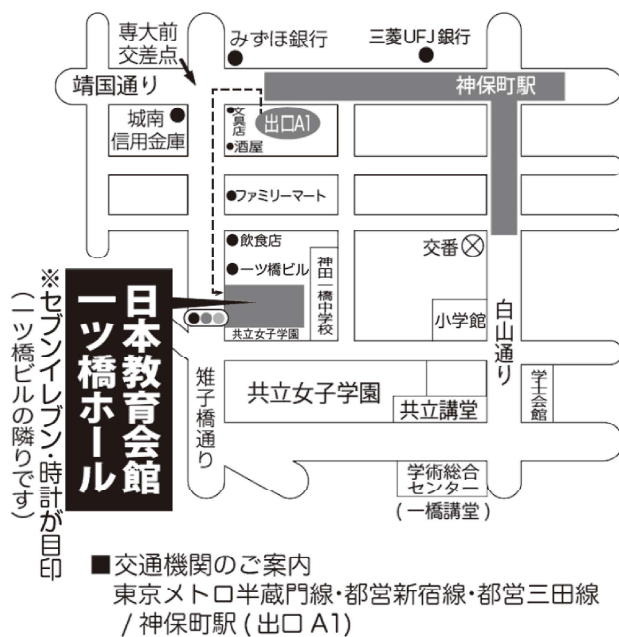 専大前
交差点
みずほ銀行
三菱UFJ銀行
靖国通り
神保町駅
城南
信用金庫
文具店
出口A1
酒屋
ファミリーマート
飲食店
一ツ橋ビル
神田一橋中学校
交番
日本教育会館
一ツ橋ホール
※セブンイレブン・時計が目印
(一ツ橋ビルの隣りです)
共立女子学園
小学館
白山通り
雉子橋通り
共立女子学園
共立講堂
学士会館
学術総合
センター
(一橋講堂)
■交通機関のご案内
東京メトロ半蔵門線・都営新宿線・都営三田線
/ 神保町駅 ( 出口 A1)